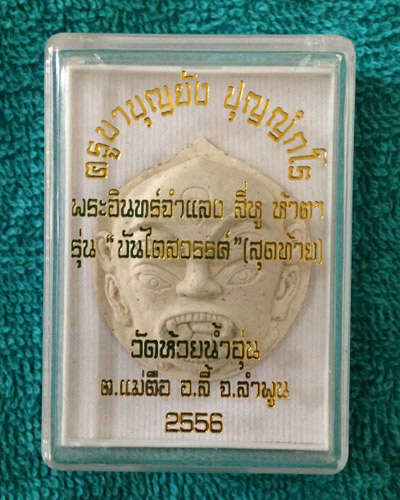 ครูบาบุญยัง ปุญญํกโร
พระอินทร์จำแลง สี่หู ห้าตา
รุ่น "บันไดสวรรค์" (สุดท้าย)
วัดห้วยน้ำอุ่น
ต.แม่ตืน อ.ลี้ จ.ลำพูน
2556